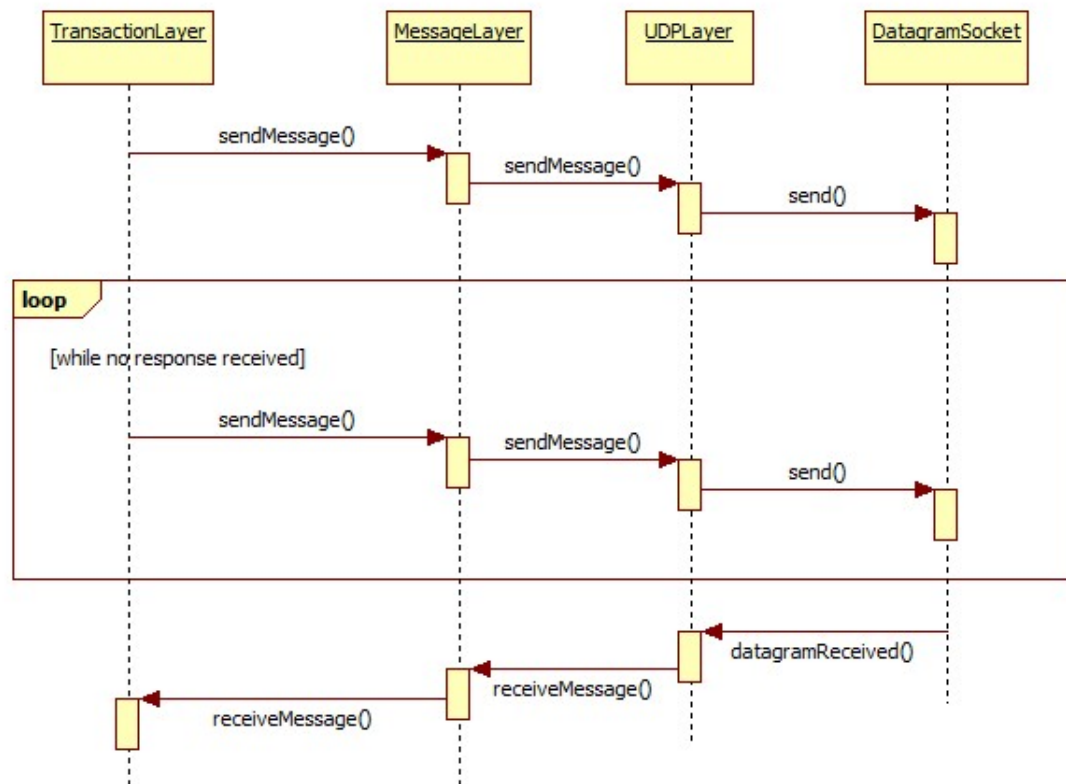 TransactionLayer
MessageLayer
UDPLayer
DatagramSocket
sendMessage()
sendMessage()
send()
loop
[while no response received]
sendMessage()
sendMessage()
send()
datagramReceived()
receiveMessage()
receiveMessage()